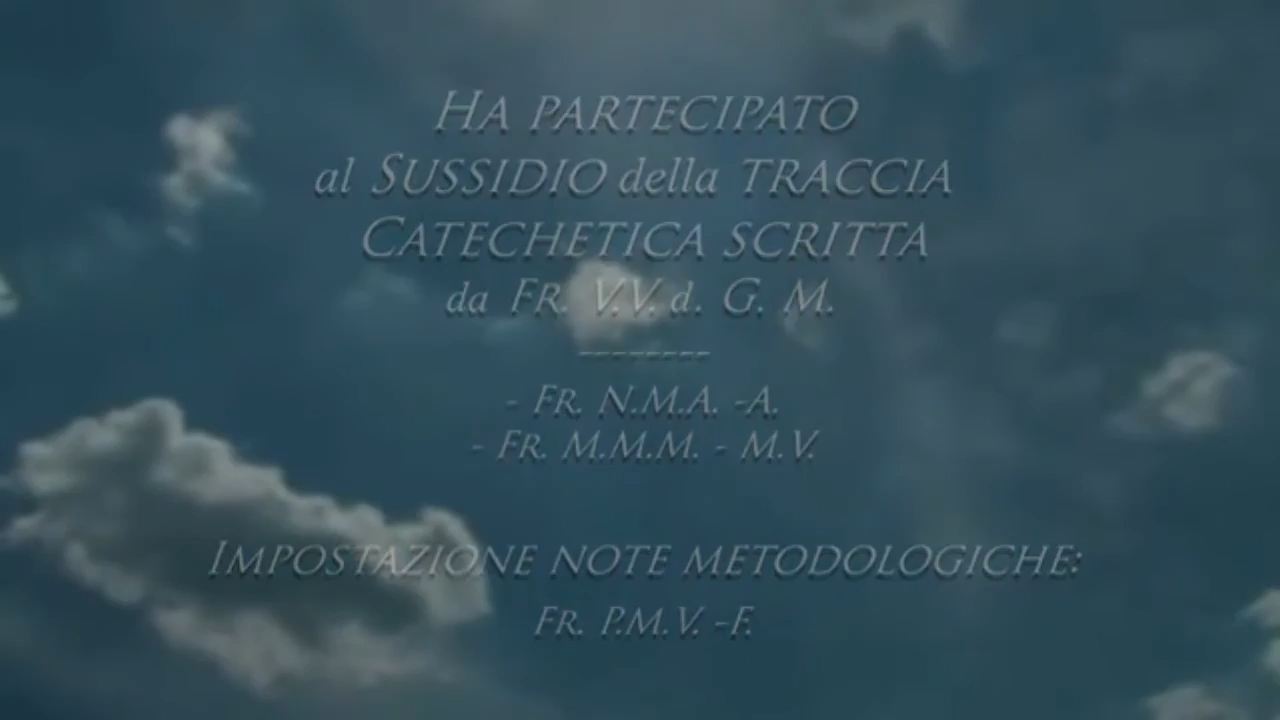 HA PARTECIPATO
al SUSSIDIO della TRACCIA
CATECHETICA SCRITTA
da FR. V.V. d. G. M.
--------
- FR. N.M.A. -A.
- FR. M.M.M. - M.V.
IMPOSTAZIONE NOTE METODOLOGICHE:
FR. P.M.V. -F.